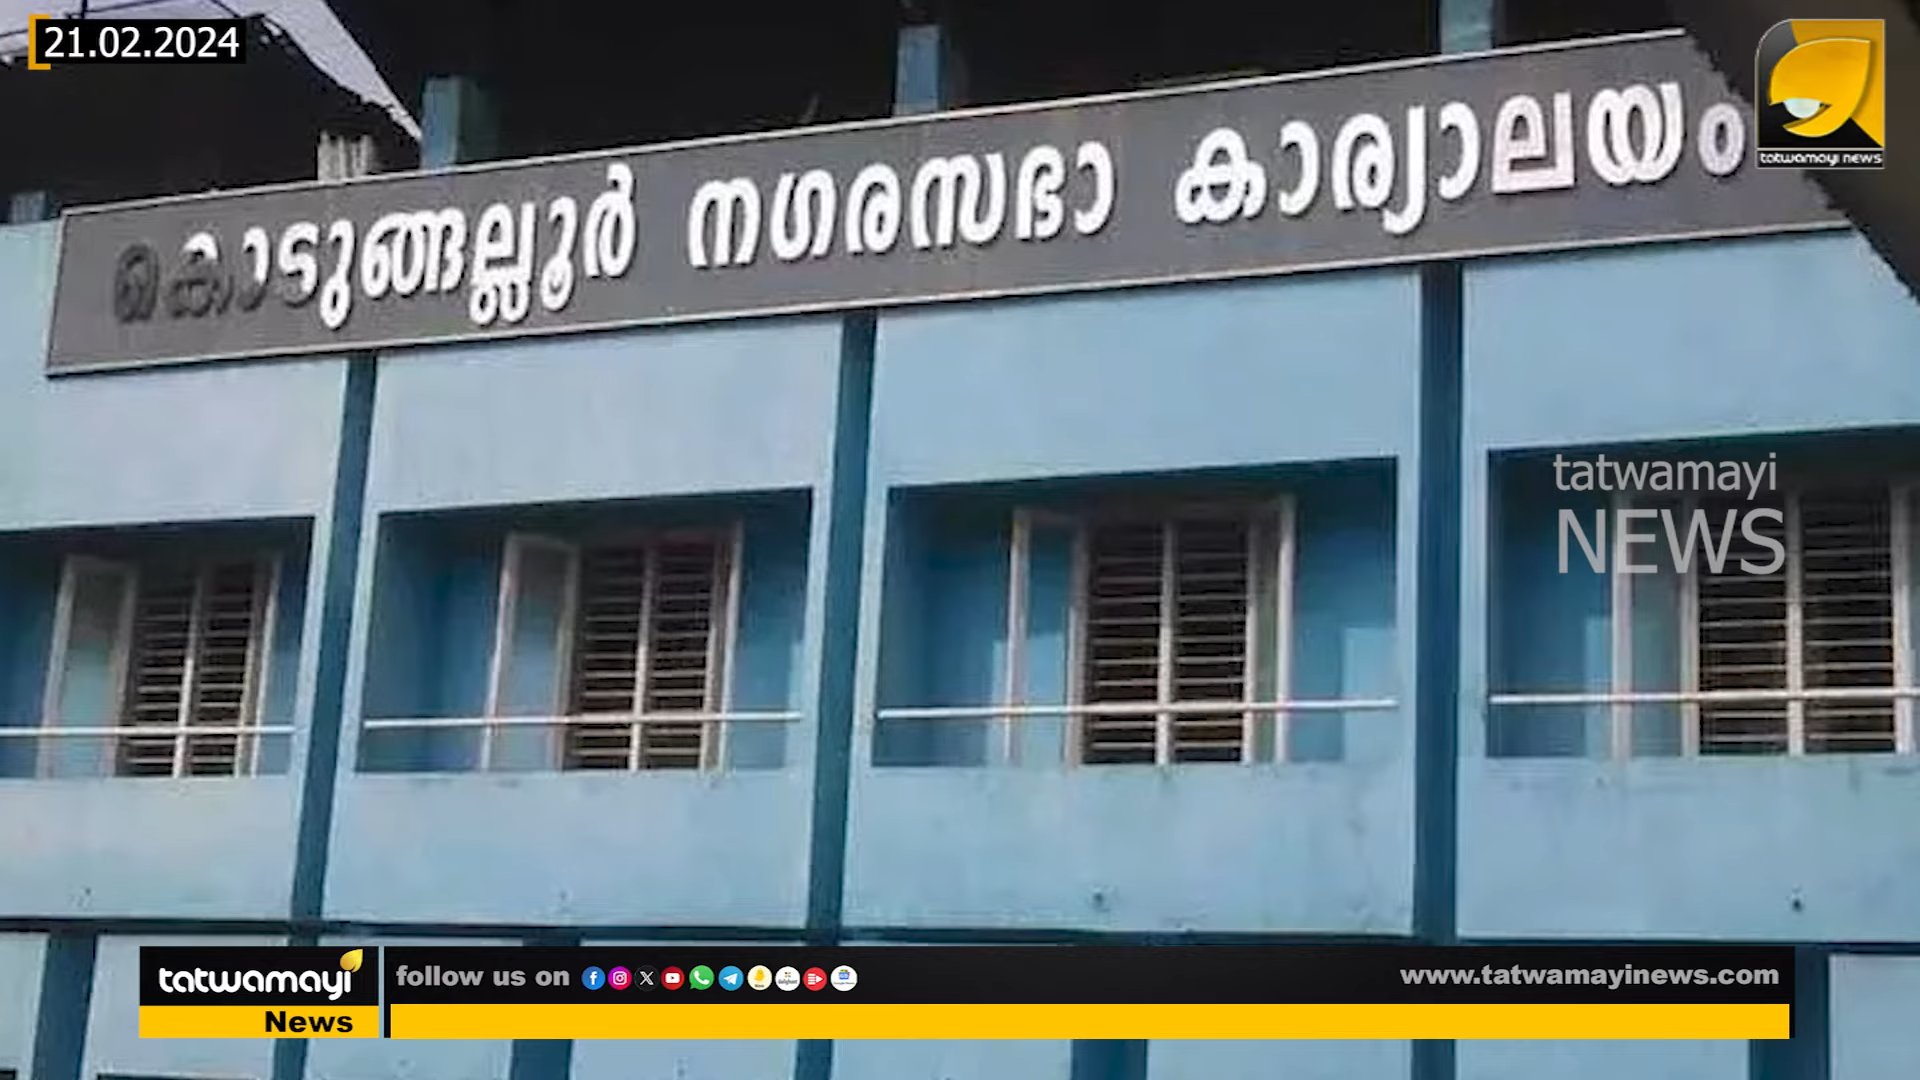 21.02.2024
കൊടുങ്ങല്ലൂർ നഗരസഭാ കാര്യാലയം
tatwamayi news
tatwamayi
NEWS
tatwamayi
News
follow us on
www.tatwamayinews.com